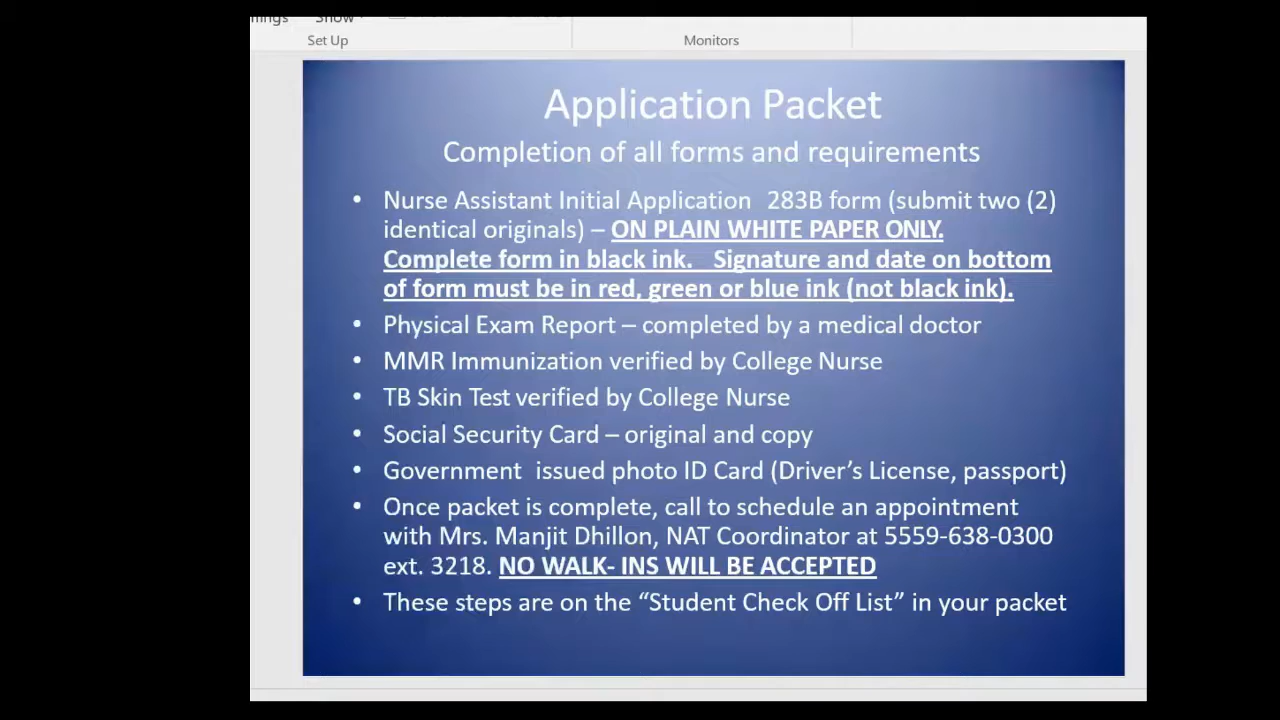 Show
Set Up
Monitors
Application Packet
Completion of all forms and requirements
• Nurse Assistant Initial Application 283B form (submit two (2)
identical originals) – ON PLAIN WHITE PAPER ONLY.
Complete form in black ink. Signature and date on bottom
of form must be in red, green or blue ink (not black ink).
• Physical Exam Report – completed by a medical doctor
• MMR Immunization verified by College Nurse
• TB Skin Test verified by College Nurse
• Social Security Card – original and copy
• Government issued photo ID Card (Driver’s License, passport)
• Once packet is complete, call to schedule an appointment
with Mrs. Manjit Dhillon, NAT Coordinator at 5559-638-0300
ext. 3218. NO WALK- INS WILL BE ACCEPTED
• These steps are on the “Student Check Off List” in your packet